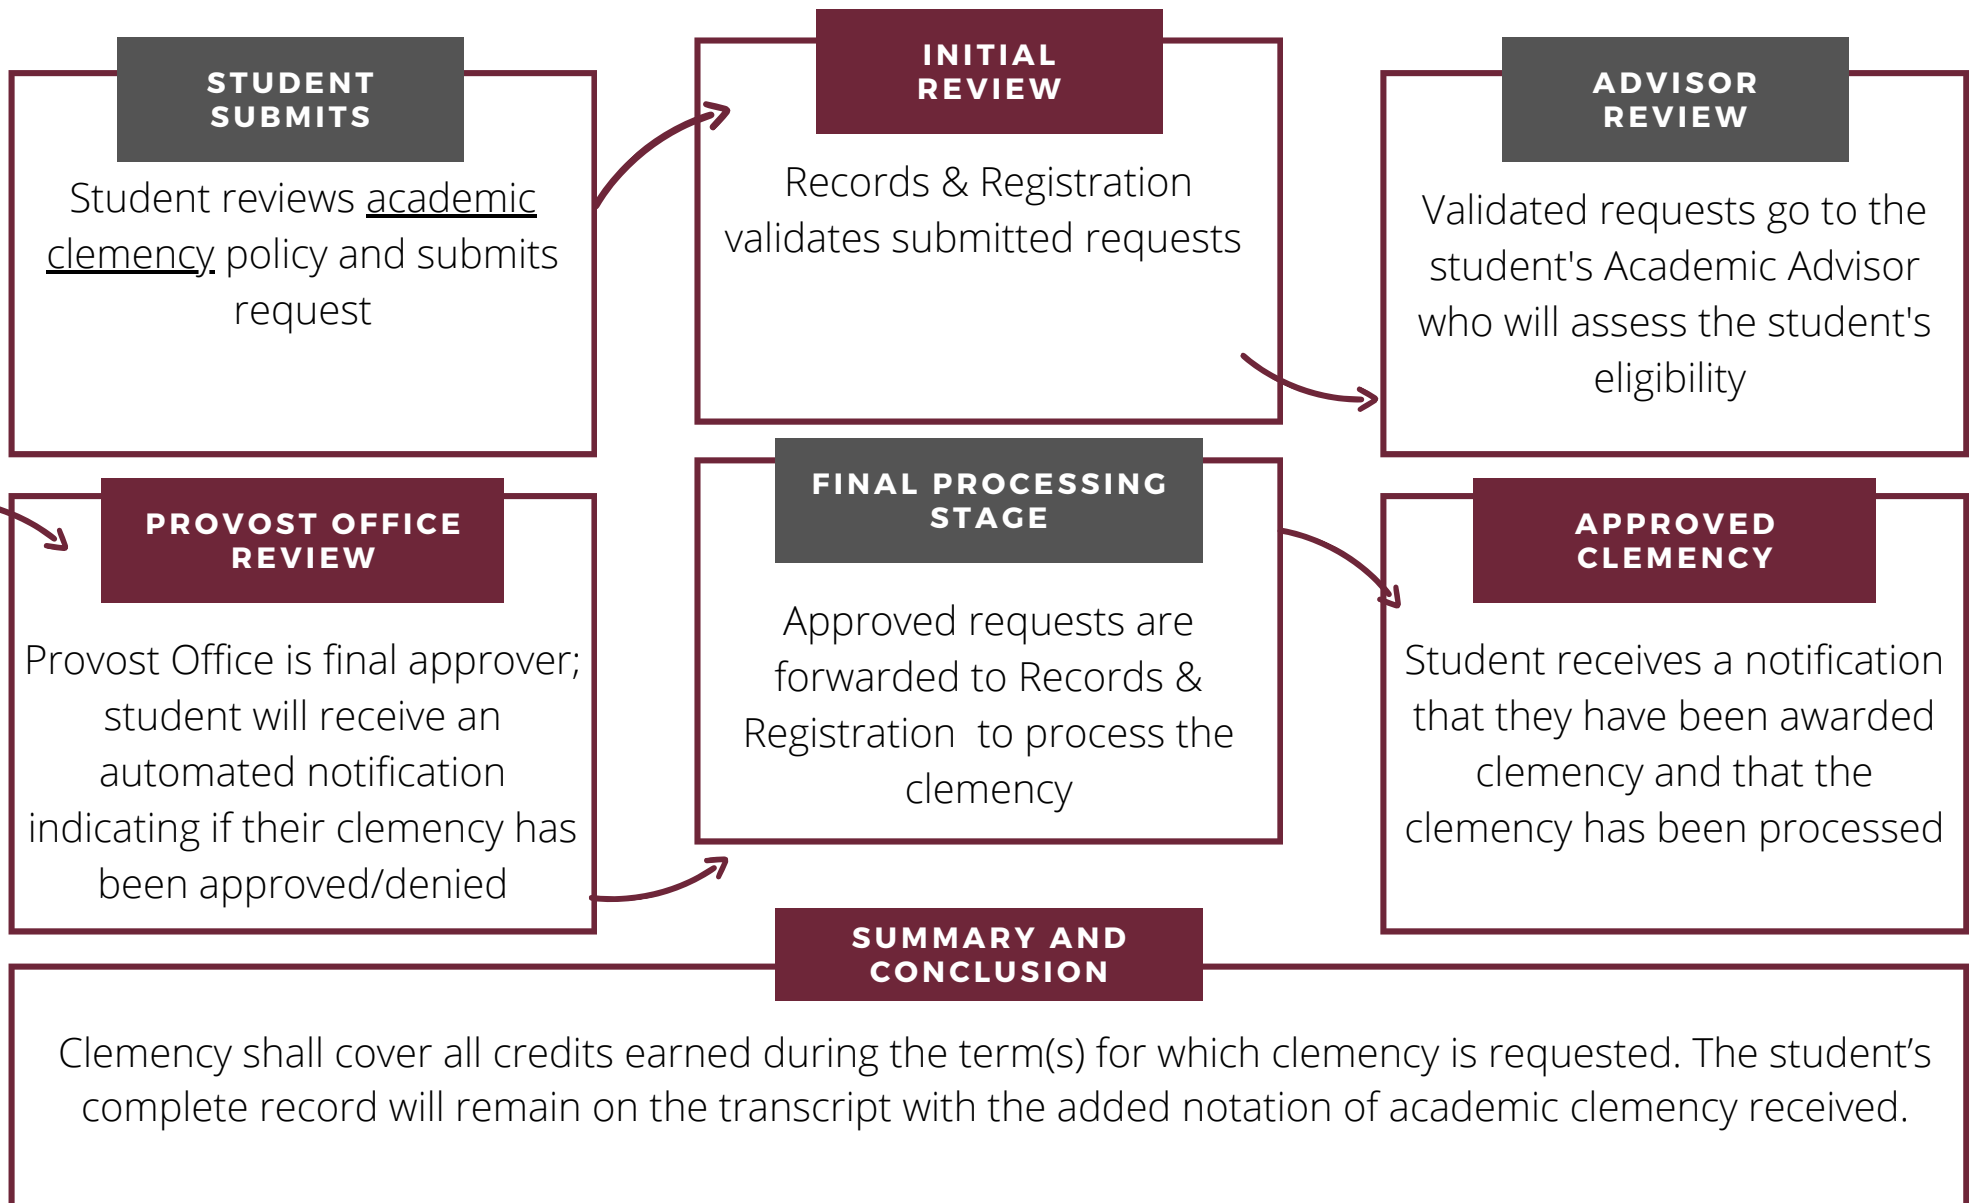 STUDENT
SUBMITS
Student reviews academic
clemency policy and submits
request
INITIAL
REVIEW
Records & Registration
validates submitted requests
ADVISOR
REVIEW
Validated requests go to the
student's Academic Advisor
who will assess the student's
eligibility
PROVOST OFFICE
REVIEW
Provost Office is final approver;
student will receive an
automated notification
indicating if their clemency has
been approved/denied
FINAL PROCESSING
STAGE
Approved requests are
forwarded to Records &
Registration  to process the
clemency
APPROVED
CLEMENCY
Student receives a notification
that they have been awarded
clemency and that the
clemency has been processed
SUMMARY AND
CONCLUSION
Clemency shall cover all credits earned during the term(s) for which clemency is requested. The student’s
complete record will remain on the transcript with the added notation of academic clemency received.